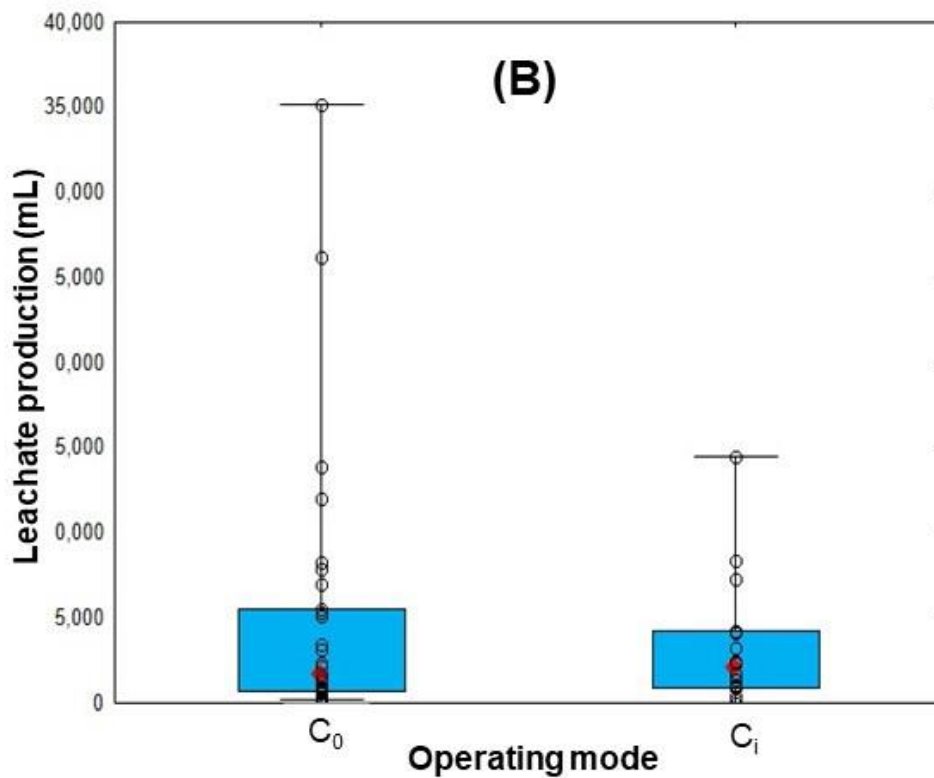 40,000
(B)
35,000
0,000
5,000
0,000
5,000
0,000
5,000
0
Leachate production (mL)
C₀
Cᵢ
Operating mode